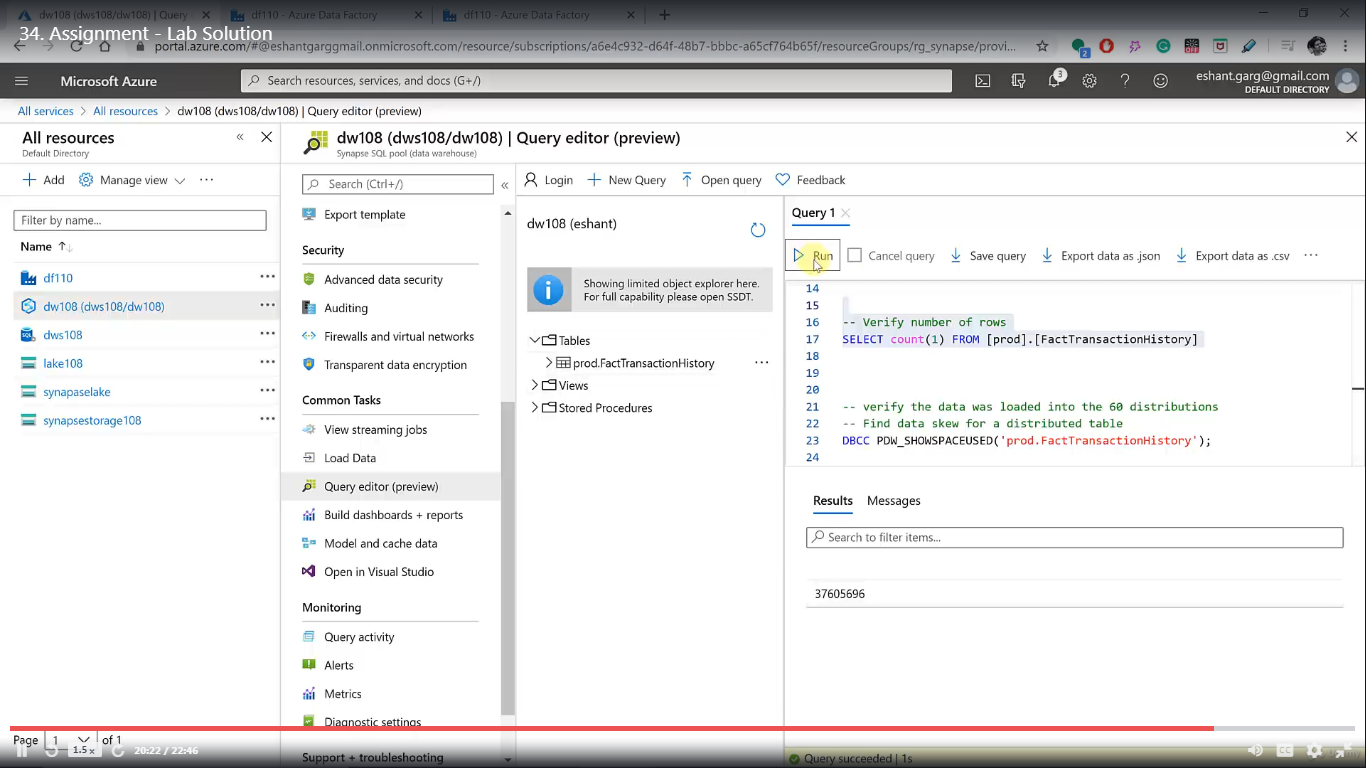 dw108 (dws108/dw108) | Query
df110 - Azure Data Factory
df110 - Azure Data Factory
34. Assignment - Lab Solution
portal.azure.com/#@eshantgarggmail.onmicrosoft.com/resource/subscriptions/a6e4c932-d64f-48b7-bbbc-a65cf764b65f/resourceGroups/rg_synapse/provi...
2
Microsoft Azure
Search resources, services, and docs (G+/)
3
eshant.garg@gmail.com
DEFAULT DIRECTORY
All services > All resources > dw108 (dws108/dw108) | Query editor (preview)
All resources
Default Directory
Add
Manage view
Filter by name...
Name
df110
dw108 (dws108/dw108)
dws108
lake108
synapaselake
synapsestorage108
Page 1 of 1
dw108 (dws108/dw108) | Query editor (preview)
Synapse SQL pool (data warehouse)
Search (Ctrl+/)
Export template
Security
Advanced data security
Auditing
Firewalls and virtual networks
Transparent data encryption
Common Tasks
View streaming jobs
Load Data
Query editor (preview)
Build dashboards + reports
Model and cache data
Open in Visual Studio
Monitoring
Query activity
Alerts
Metrics
Diagnostic settings
Support + troubleshooting
Login
New Query
Open query
Feedback
dw108 (eshant)
Showing limited object explorer here.
For full capability please open SSDT.
Tables
prod.FactTransactionHistory
Views
Stored Procedures
Query 1
Run
Cancel query
Save query
Export data as .json
Export data as .csv
14
15
16 -- Verify number of rows
17 SELECT count(1) FROM [prod].[FactTransactionHistory]
18
19
20
21 -- verify the data was loaded into the 60 distributions
22 -- Find data skew for a distributed table
23 DBCC PDW_SHOWSPACEUSED('prod.FactTransactionHistory');
24
Results
Messages
Search to filter items...
37605696
Query succeeded | 1s
1.5x
20:22 / 22:46
CC